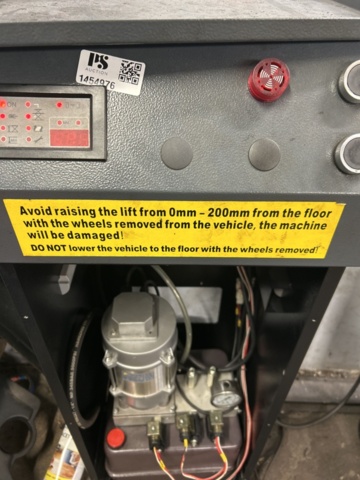 PS
AUCTION
1454976
Avoid raising the lift from 0mm - 200mm from the floor
with the wheels removed from the vehicle, the machine
will be damaged!
DO NOT lower the vehicle to the floor with the wheels removed!